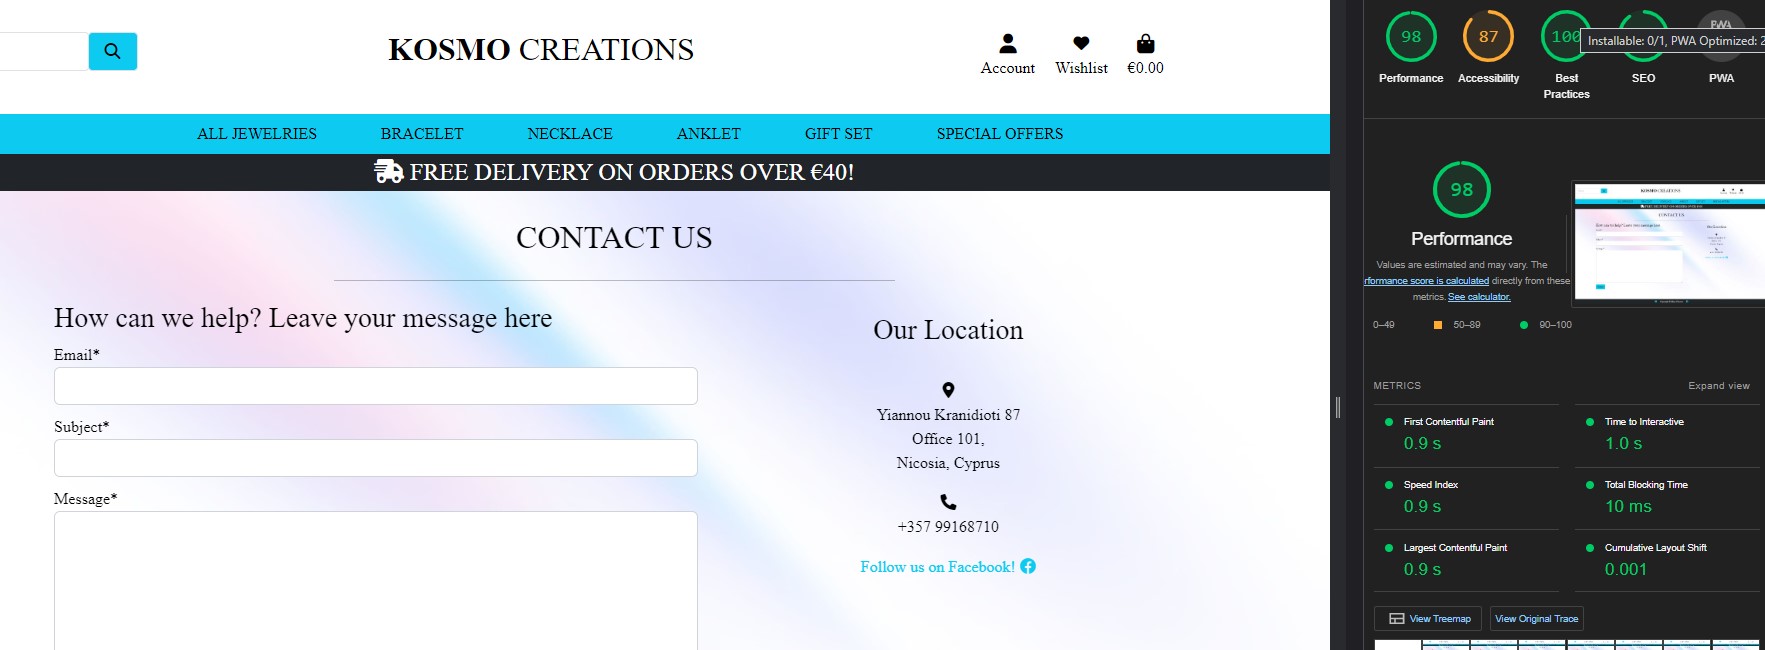 KOSMO CREATIONS
Account
Wishlist
€0.00
ALL JEWELRIES
BRACELET
NECKLACE
ANKLET
GIFT SET
SPECIAL OFFERS
FREE DELIVERY ON ORDERS OVER €40!
CONTACT US
How can we help? Leave your message here
Email*
Subject*
Message*
Our Location
Yiannou Kranidioti 87
Office 101,
Nicosia, Cyprus
+357 99168710
Follow us on Facebook!
98
87
100
PWA
Installable: 0/1, PWA Optimized: 2
Performance
Accessibility
Best
Practices
SEO
PWA
98
Performance
Values are estimated and may vary. The
rformance score is calculated directly from these
metrics. See calculator.
0–49
50–89
90–100
METRICS
Expand view
First Contentful Paint
0.9 s
Time to Interactive
1.0 s
Speed Index
0.9 s
Total Blocking Time
10 ms
Largest Contentful Paint
0.9 s
Cumulative Layout Shift
0.001
View Treemap
View Original Trace